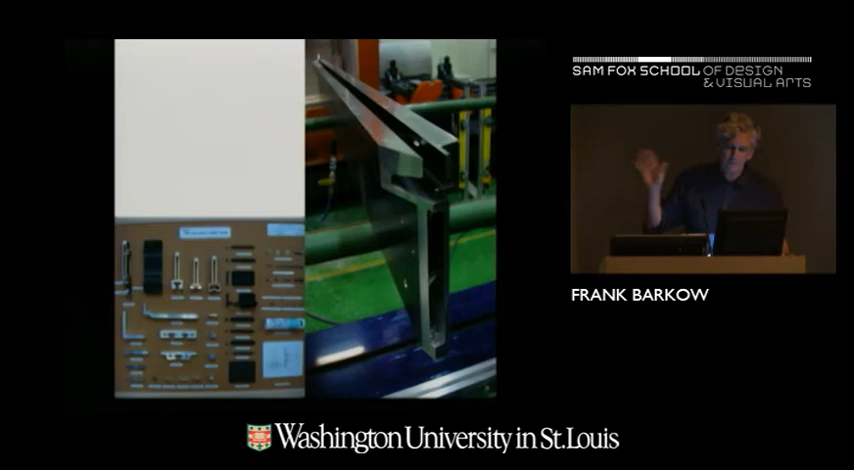 SAM FOX SCHOOL OF DESIGN
& VISUAL ARTS
FRANK BARKOW
Washington University in St. Louis